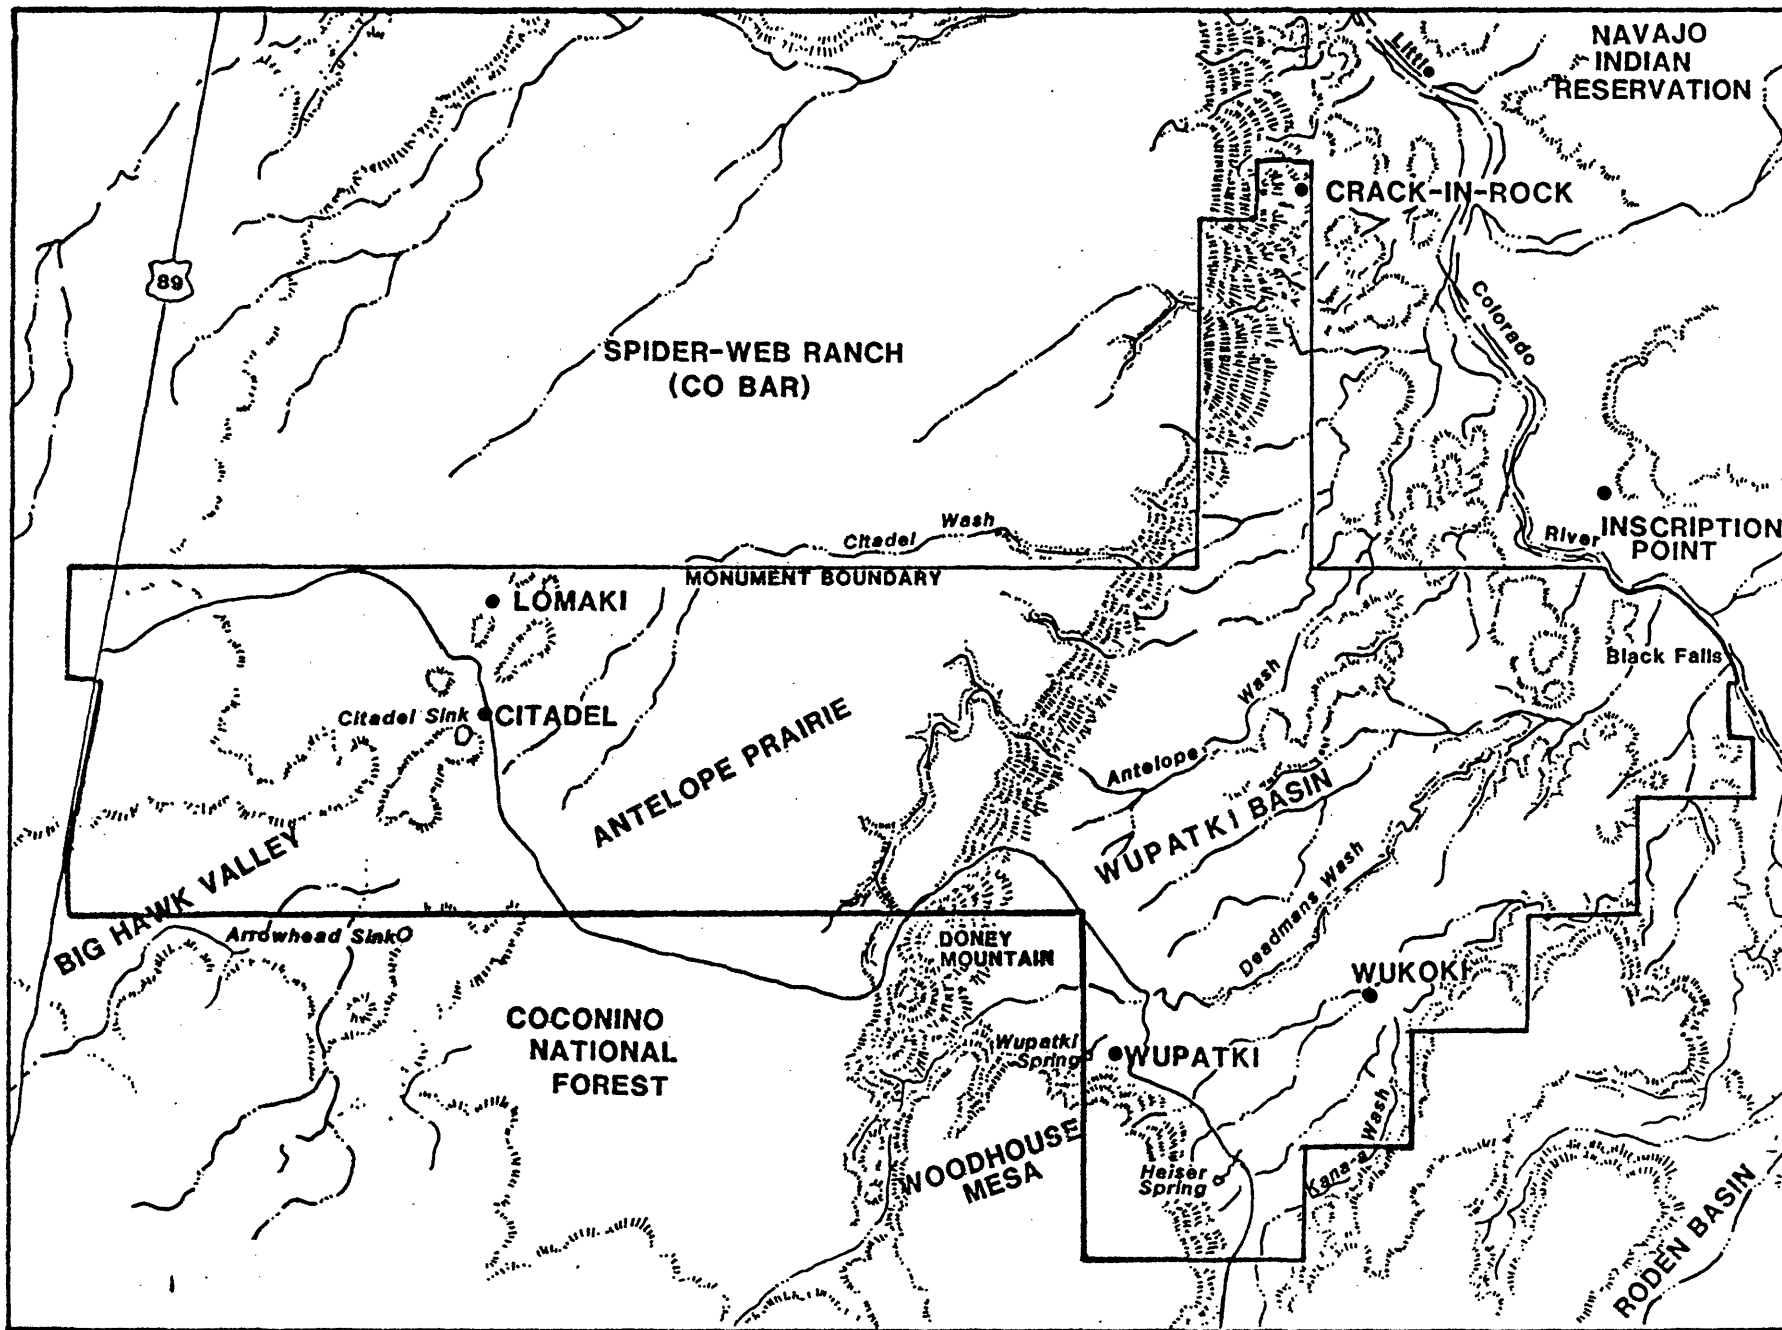 NAVAJO
INDIAN
RESERVATION
Little
CRACK-IN-ROCK
89
Colorado
SPIDER-WEB RANCH
(CO BAR)
Citadel Wash
River
INSCRIPTION
POINT
MONUMENT BOUNDARY
LOMAKI
Black Falls
Citadel Sink
CITADEL
ANTELOPE PRAIRIE
Antelope Wash
WUPATKI BASIN
BIG HAWK VALLEY
Arrowhead Sink
DONEY
MOUNTAIN
Deadmans Wash
WUKOKI
COCONINO
NATIONAL
FOREST
Wupatki
Spring
WUPATKI
WOODHOUSE
MESA
Heiser
Spring
Kana-a Wash
RODEN BASIN